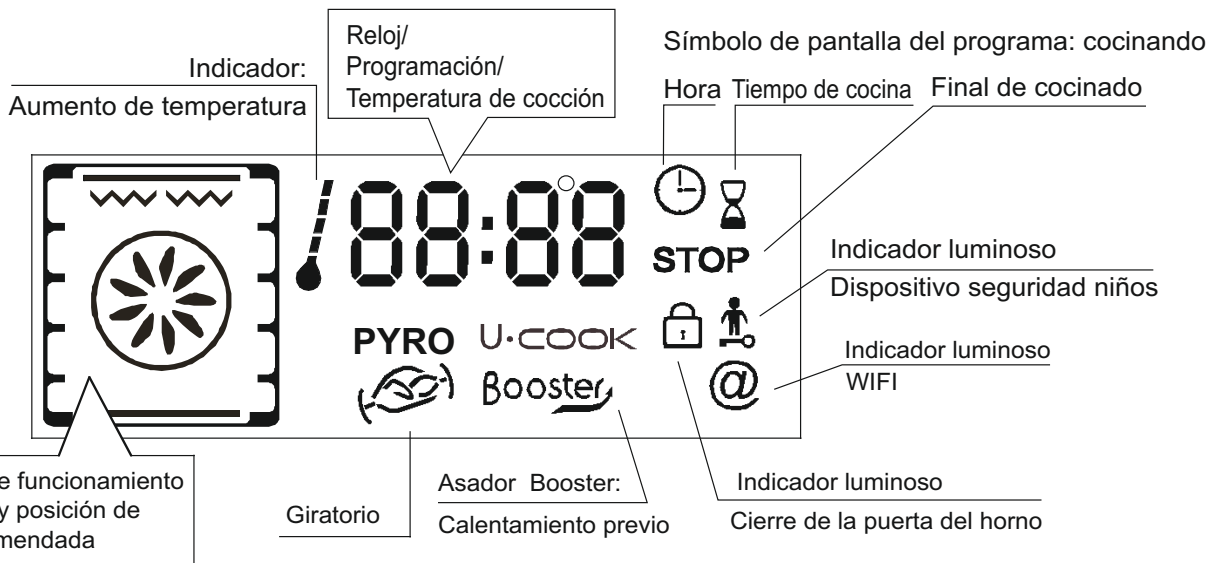 Reloj/
Programación/
Temperatura de cocción
Símbolo de pantalla del programa: cocinando
Indicador:
Aumento de temperatura
Hora
Tiempo de cocina
Final de cocinado
88:88
STOP
Indicador luminoso
Dispositivo seguridad niños
PYRO
U·COOK
Booster
@
Indicador luminoso
WIFI
e funcionamiento
y posición de
mendada
Giratorio
Asador Booster:
Calentamiento previo
Indicador luminoso
Cierre de la puerta del horno